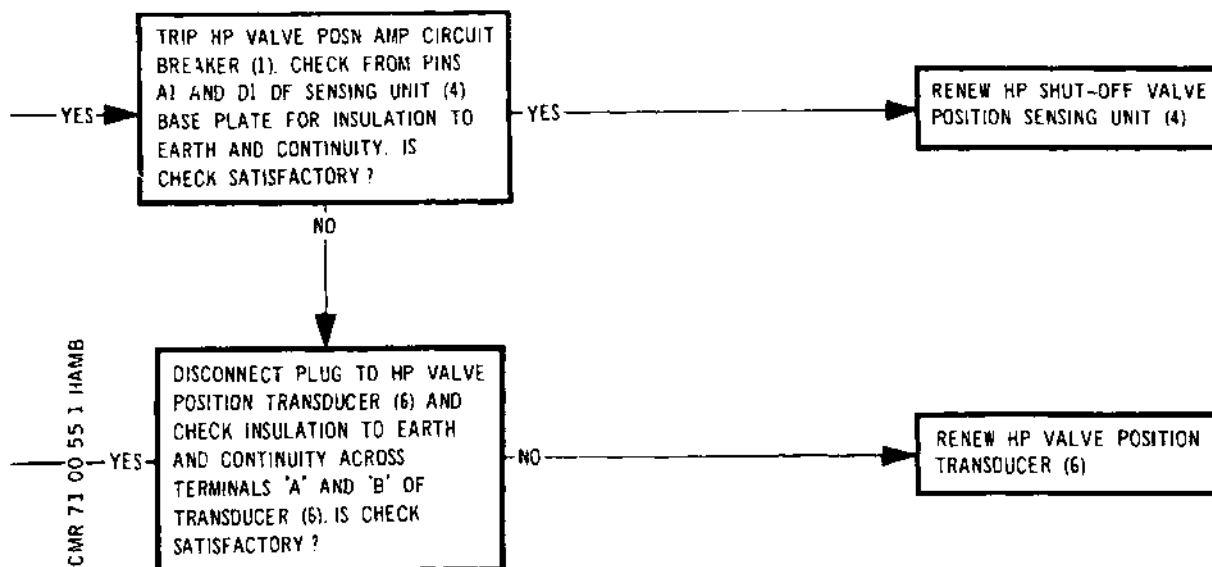 TRIP HP VALVE POSN AMP CIRCUIT
BREAKER (1). CHECK FROM PINS
A1 AND D1 OF SENSING UNIT (4)
BASE PLATE FOR INSULATION TO
EARTH AND CONTINUITY. IS
CHECK SATISFACTORY ?
YES
YES
RENEW HP SHUT-OFF VALVE
POSITION SENSING UNIT (4)
NO
DISCONNECT PLUG TO HP VALVE
POSITION TRANSDUCER (6) AND
CHECK INSULATION TO EARTH
AND CONTINUITY ACROSS
TERMINALS 'A' AND 'B' OF
TRANSDUCER (6). IS CHECK
SATISFACTORY ?
YES
NO
RENEW HP VALVE POSITION
TRANSDUCER (6)
CMR 71 00 55 1 HAMB